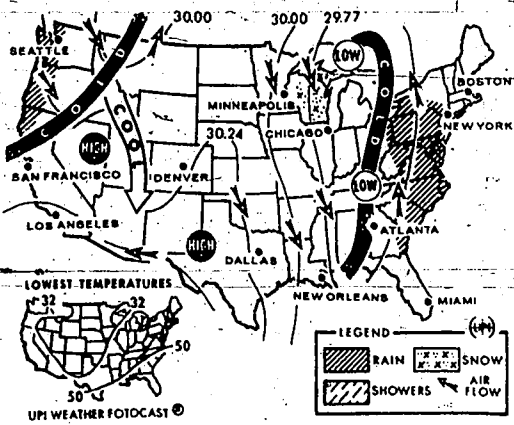 30.00
30.00
29.77
SEATTLE
COLD
LOW
COLD
BOSTON
MINNEAPOLIS
NEW YORK
COOL
CHICAGO
30.24
HIGH
SAN FRANCISCO
DENVER
LOW
LOS ANGELES
ATLANTA
HIGH
DALLAS
LOWEST TEMPERATURES
NEW ORLEANS
MIAMI
32
32
50
50
LEGEND
UPI
RAIN
SNOW
SHOWERS
AIR
FLOW
UPI WEATHER FOTOCAST ®